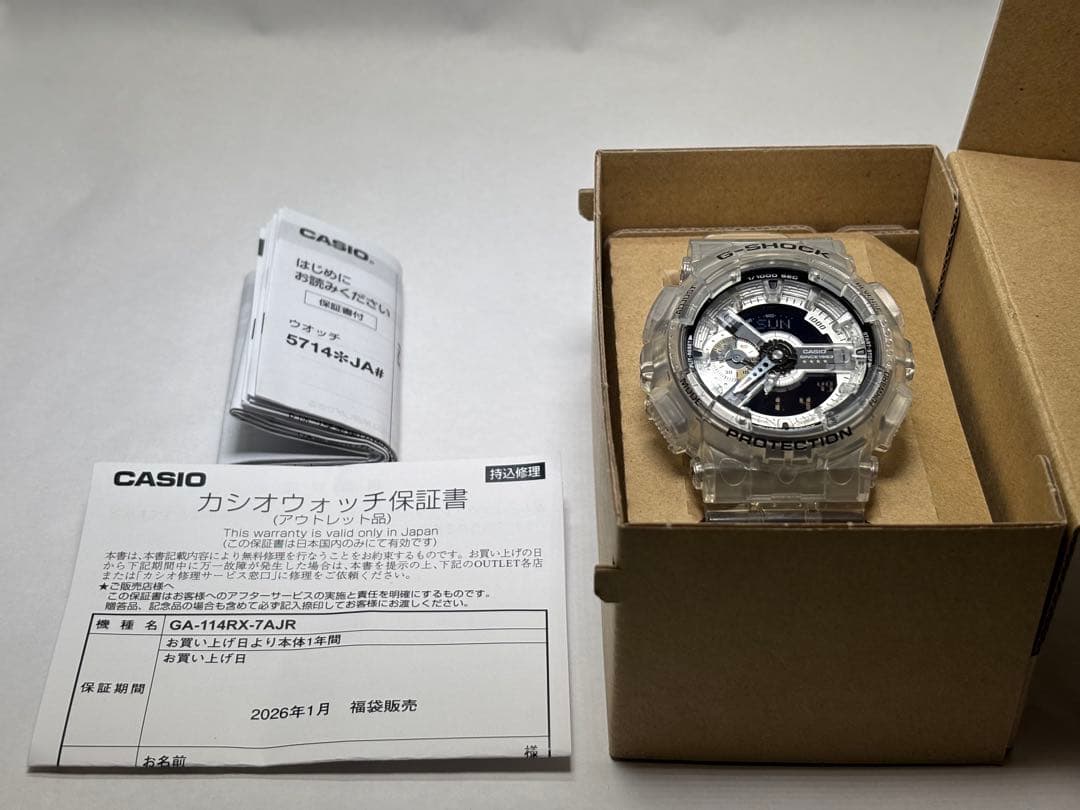 CASIO
はじめに
お読みください
保証書付
ウオッチ
5714※JA#
CASIO
持込修理
カシオウォッチ保証書
(アウトレット品)
This warranty is valid only in Japan
(この保証書は日本国内のみにて有効です)
本書は、本書記載内容により無料修理を行なうことをお約束するものです。お買い上げの日
から下記期間中に万一故障が発生した場合は、本書を提示の上、下記のOUTLET各店
または「カシオ修理サービス窓口」に修理をご依頼ください。
★ご販売店様へ
この保証書はお客様へのアフターサービスの実施と責任を明確にするものです。
贈答品、記念品の場合も含めて必ず記入捺印してお客様にお渡しください。
機種名 GA-114RX-7AJR
お買い上げ日より本体1年間
お買い上げ日
保証期間
2026年1月 福袋販売
お名前 様
G-SHOCK
1/1000 SEC
ADJUST
1000
SUN
CASIO
SINCE 1983
MODE
PROTECTION